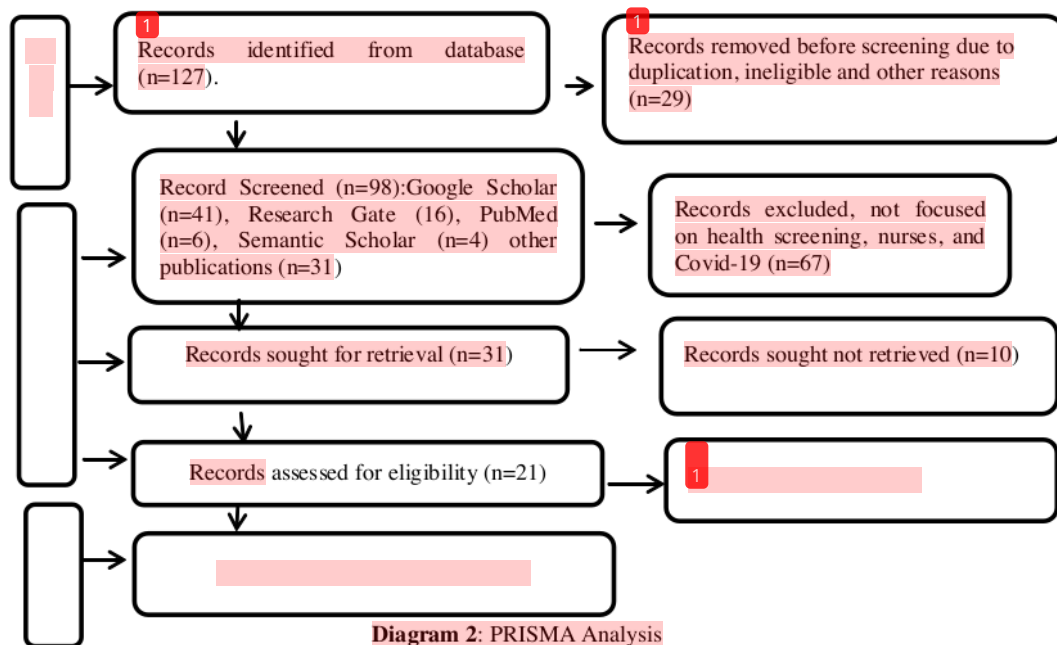 1
Records identified from database
(n=127).
1
Records removed before screening due to
duplication, ineligible and other reasons
(n=29)
Record Screened (n=98):Google Scholar
(n=41), Research Gate (16), PubMed
(n=6), Semantic Scholar (n=4) other
publications (n=31)
Records excluded, not focused
on health screening, nurses, and
Covid-19 (n=67)
Records sought for retrieval (n=31)
Records sought not retrieved (n=10)
Records assessed for eligibility (n=21)
1
Diagram 2: PRISMA Analysis